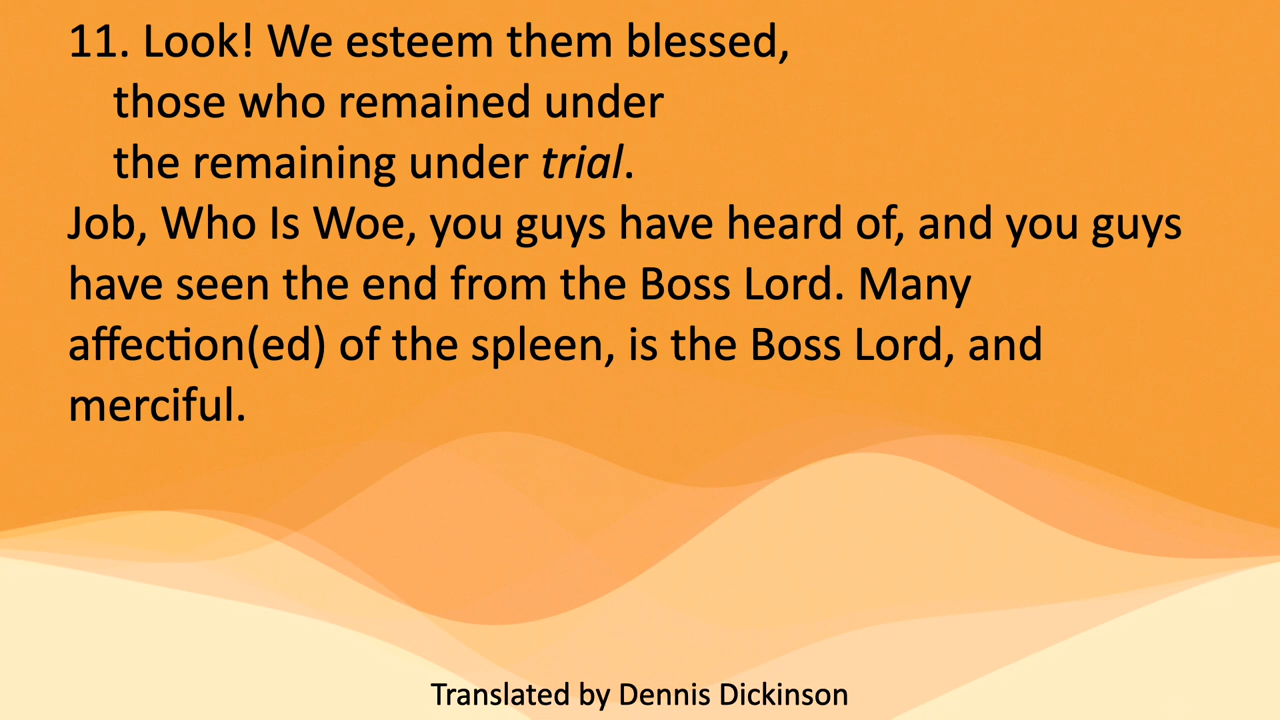 11. Look! We esteem them blessed,
those who remained under
the remaining under trial.
Job, Who Is Woe, you guys have heard of, and you guys
have seen the end from the Boss Lord. Many
affection(ed) of the spleen, is the Boss Lord, and
merciful.
Translated by Dennis Dickinson